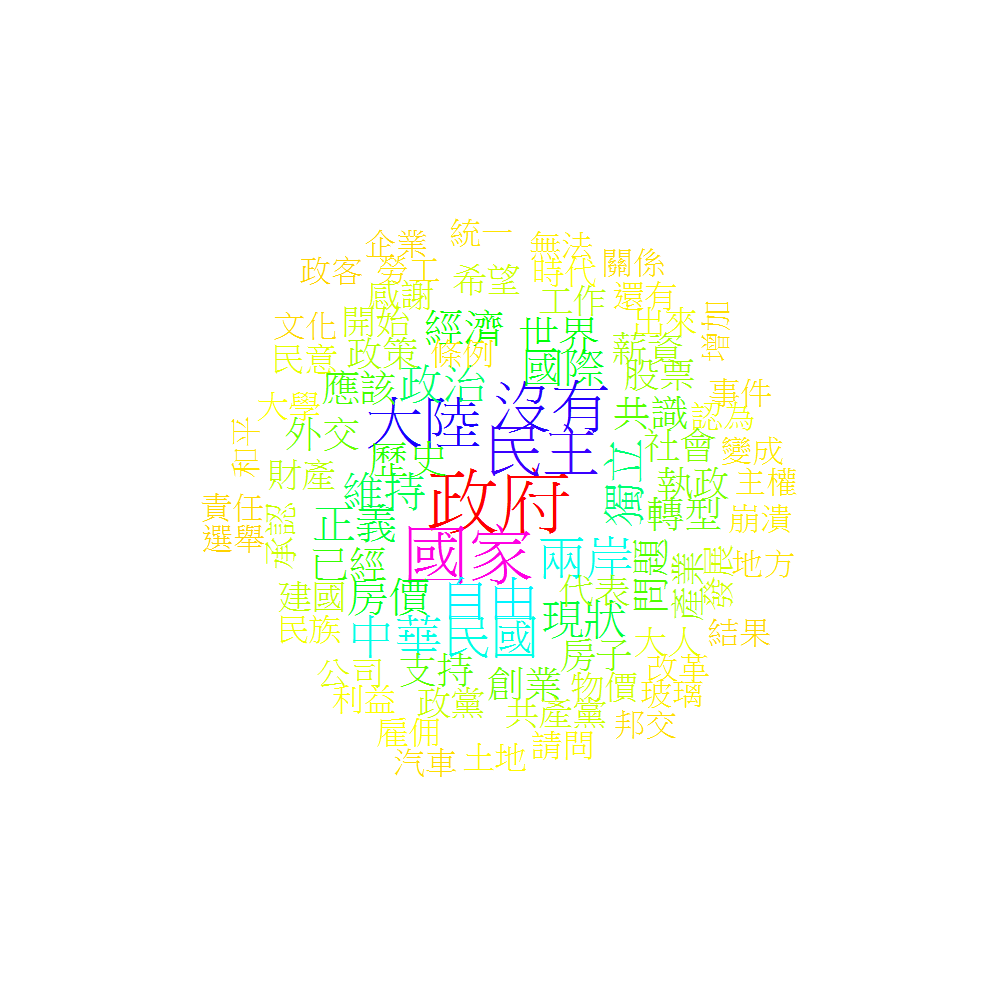 統一
企業
無法
政客
勞工
希望
時代
關係
感謝
工作
還有
文化
開始
經濟
世界
出來
增加
民意
政策
條例
國際
薪資
股票
應該
政治
大學
大陸
沒有
共識
事件
認為
外交
和平
歷史
民主
獨立
社會
變成
財產
維持
政府
執政
主權
責任
選舉
承認
正義
轉型
崩潰
已經
國家
兩岸
問題
產業
發展
地方
建國
房價
自由
代表
民族
中華民國
現狀
大人
結果
公司
支持
房子
改革
利益
政黨
創業
物價
玻璃
共產黨
邦交
雇佣
請問
汽車
土地